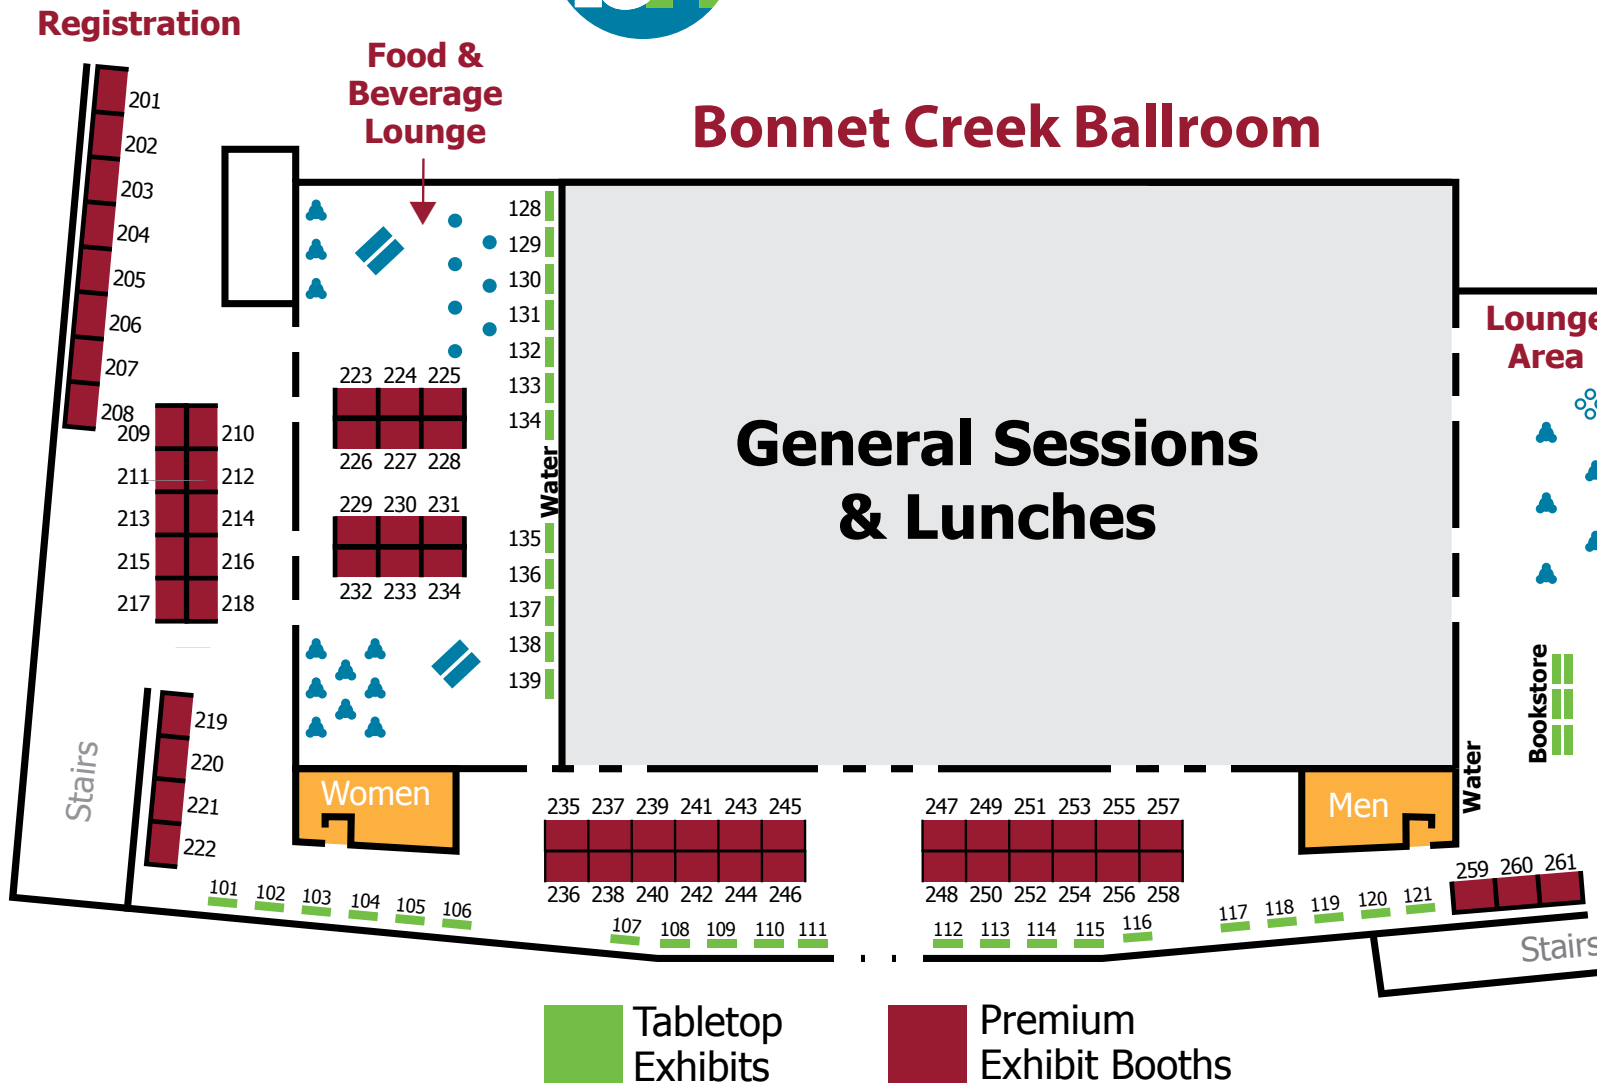 Registration
Food &
Beverage
Lounge
Bonnet Creek Ballroom
201
202
203
204
205
206
207
208
209 210
211 212
213 214
215 216
217 218
219
220
221
222
Stairs
128
129
130
131
132
133
134
Water
135
136
137
138
139
223 224 225
226 227 228
229 230 231
232 233 234
General Sessions
& Lunches
Lounge
Area
Bookstore
Water
Women
Men
235 237 239 241 243 245
236 238 240 242 244 246
247 249 251 253 255 257
248 250 252 254 256 258
259 260 261
101 102 103 104 105 106
107 108 109 110 111
112 113 114 115 116
117 118 119 120 121
Stairs
Tabletop
Exhibits
Premium
Exhibit Booths